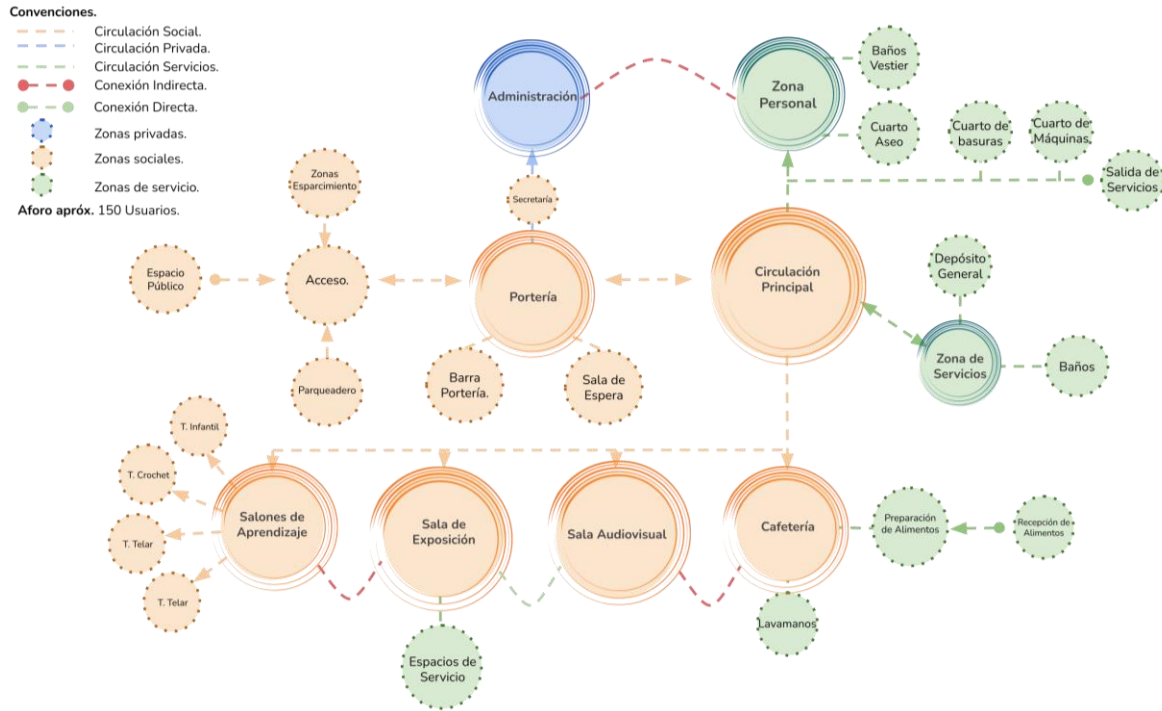 Convenciones.
Circulación Social.
Circulación Privada.
Circulación Servicios.
Conexión Indirecta.
Conexión Directa.
Zonas privadas.
Zonas sociales.
Zonas de servicio.
Aforo apróx. 150 Usuarios.
Administración
Zona
Personal
Baños
Vestier
Cuarto
Aseo
Cuarto de
basuras
Cuarto de
Máquinas.
Salida de
Servicios.
Zonas
Esparcimiento
Secretaría
Espacio
Público
Acceso.
Portería
Circulación
Principal
Depósito
General
Zona de
Servicios
Baños
Parqueadero
Barra
Portería.
Sala de
Espera
T. Infantil
T. Crochet
T. Telar
T. Telar
Salones de
Aprendizaje
Sala de
Exposición
Sala Audiovisual
Cafetería
Preparación
de Alimentos
Recepción de
Alimentos
Espacios de
Servicio
Lavamanos